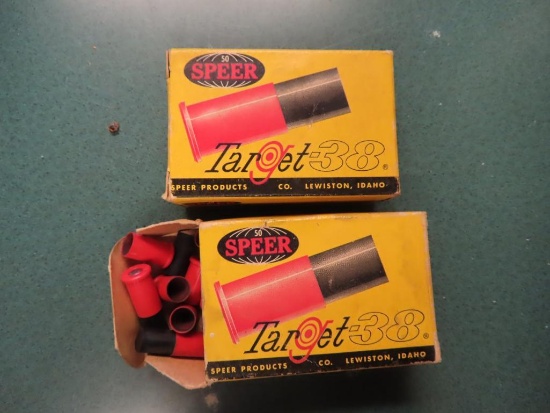 50
SPEER
Target-38®
SPEER PRODUCTS CO. LEWISTON, IDAHO
50
SPEER
Target-38®
SPEER PRODUCTS CO. LEWISTON, IDAHO